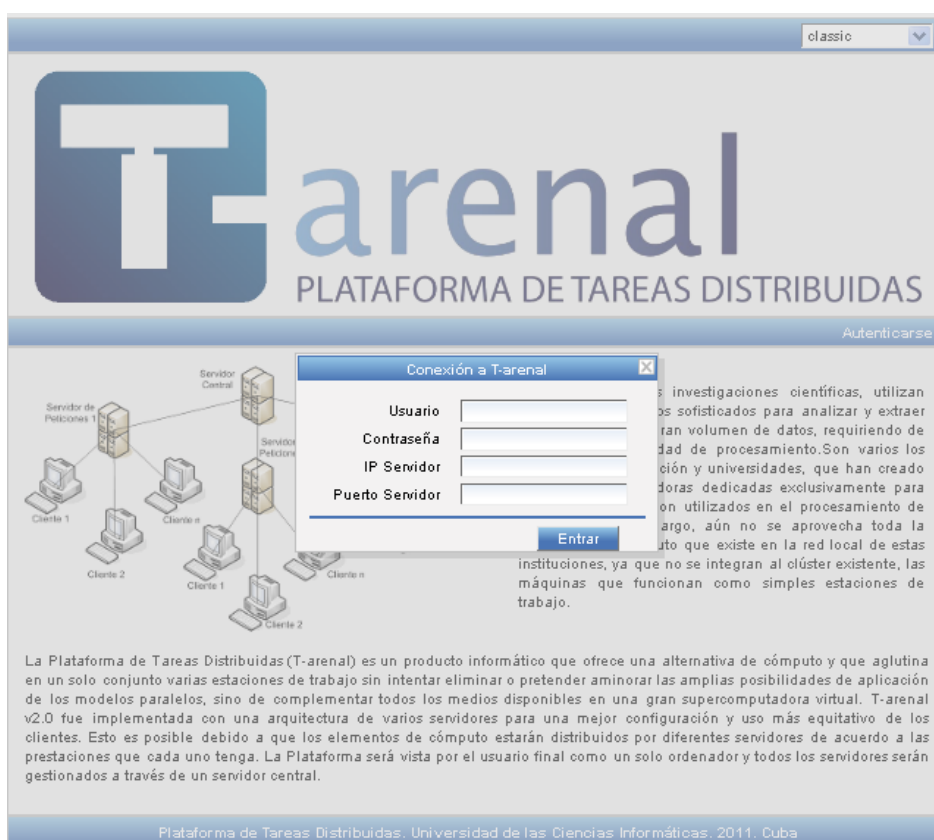 classic
T-arenal
PLATAFORMA DE TAREAS DISTRIBUIDAS
Autenticarse
Servidor
Central
Servidor de
Peticiones 1
Servidor
Cliente 1
Cliente n
Cliente 2
Cliente 1
Cliente n
Cliente 2
Conexión a T-arenal
Usuario
Contraseña
IP Servidor
Puerto Servidor
Entrar
investigaciones científicas, utilizan
sofisticados para analizar y extraer
volumen de datos, requiriendo de
de procesamiento.Son varios los
y universidades, que han creado
dedicadas exclusivamente para
utilizados en el procesamiento de
aún no se aprovecha toda la
que existe en la red local de estas
instituciones, ya que no se integran al clúster existente, las
máquinas que funcionan como simples estaciones de
trabajo.
La Plataforma de Tareas Distribuidas (T-arenal) es un producto informático que ofrece una alternativa de cómputo y que aglutina
en un solo conjunto varias estaciones de trabajo sin intentar eliminar o pretender aminorar las amplias posibilidades de aplicación
de los modelos paralelos, sino de complementar todos los medios disponibles en una gran supercomputadora virtual. T-arenal
v2.0 fue implementada con una arquitectura de varios servidores para una mejor configuración y uso más equitativo de los
clientes. Esto es posible debido a que los elementos de cómputo estarán distribuidos por diferentes servidores de acuerdo a las
prestaciones que cada uno tenga. La Plataforma será vista por el usuario final como un solo ordenador y todos los servidores serán
gestionados a través de un servidor central.
Plataforma de Tareas Distribuidas. Universidad de las Ciencias Informáticas. 2011. Cuba